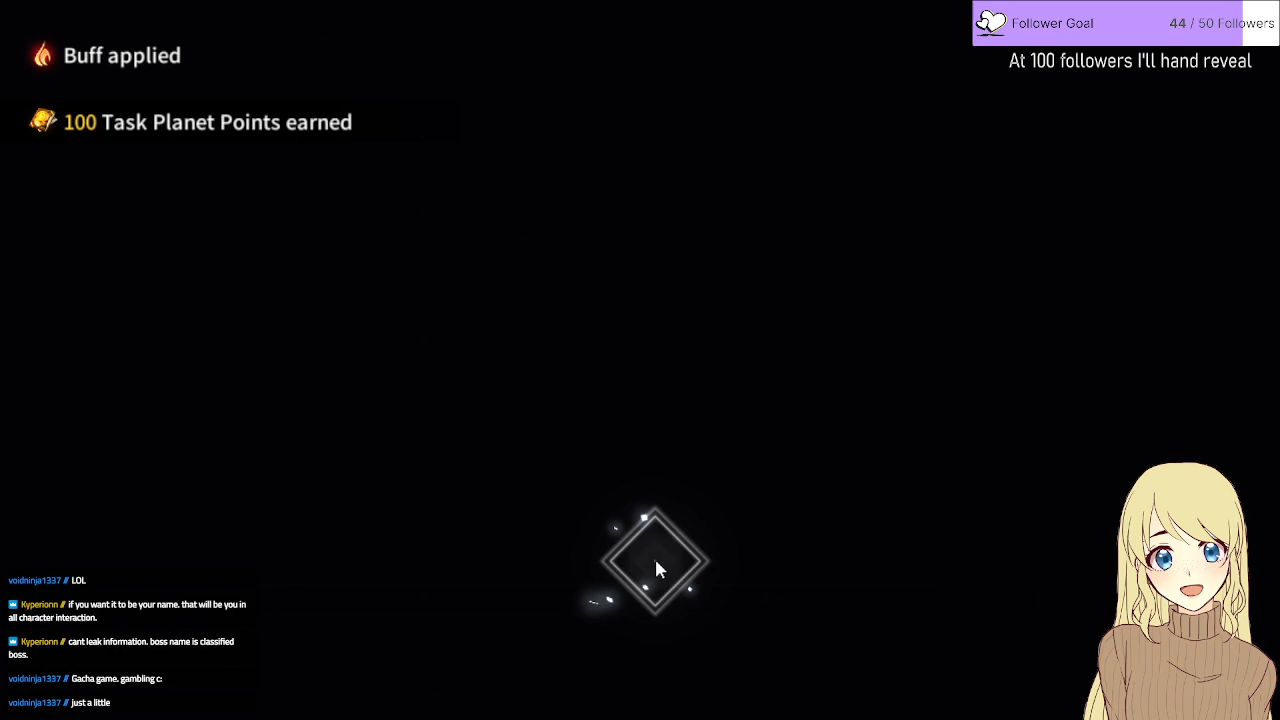 Buff applied
100 Task Planet Points earned
Follower Goal 44 / 50 Followers
At 100 followers I'll hand reveal
voidninja1337 // LOL
Kyperionn // if you want it to be your name. that will be you in
all character interaction.
Kyperionn // cant leak information. boss name is classified
boss.
voidninja1337 // Gacha game. gambling c:
voidninja1337 // just a little